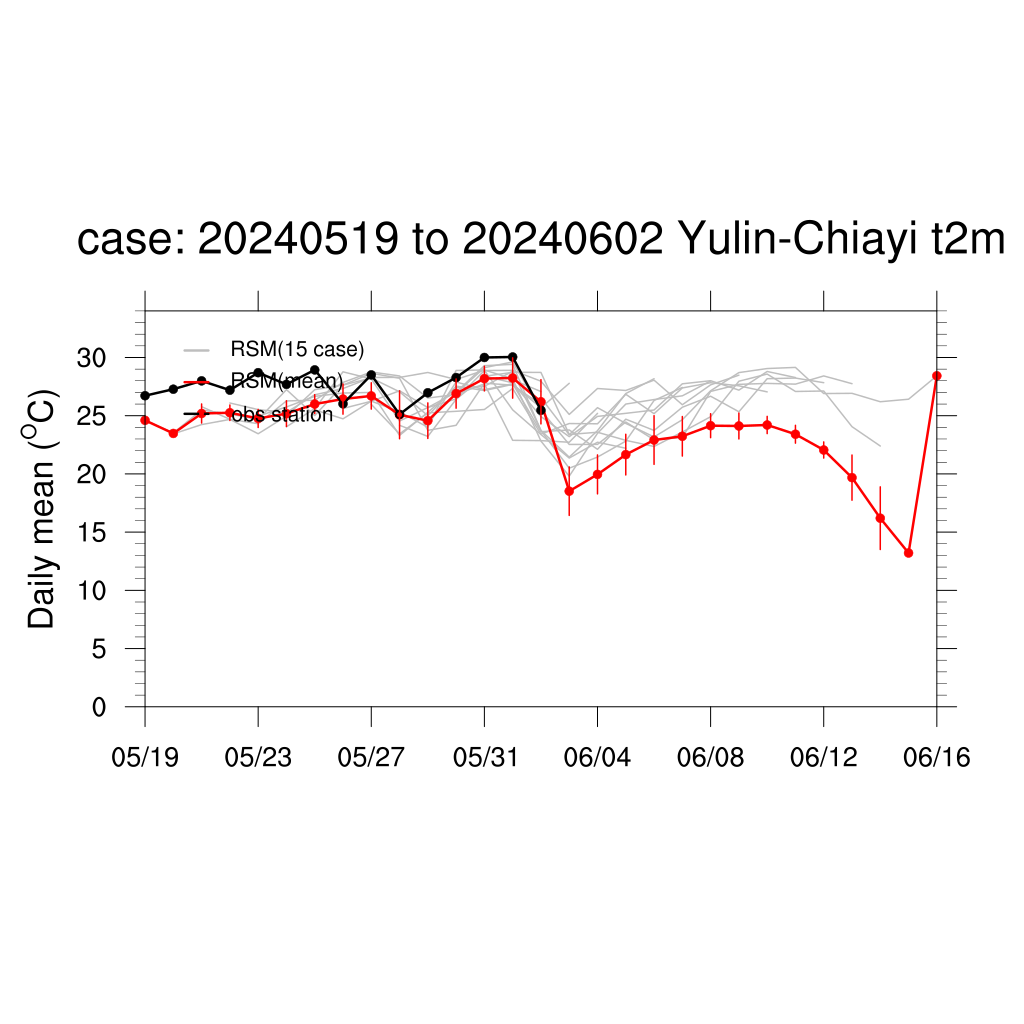 case: 20240519 to 20240602 Yulin-Chiayi t2m
RSM(15 case)
RSM(mean)
obs station
Daily mean (°C)
30
25
20
15
10
5
0
05/19 05/23 05/27 05/31 06/04 06/08 06/12 06/16